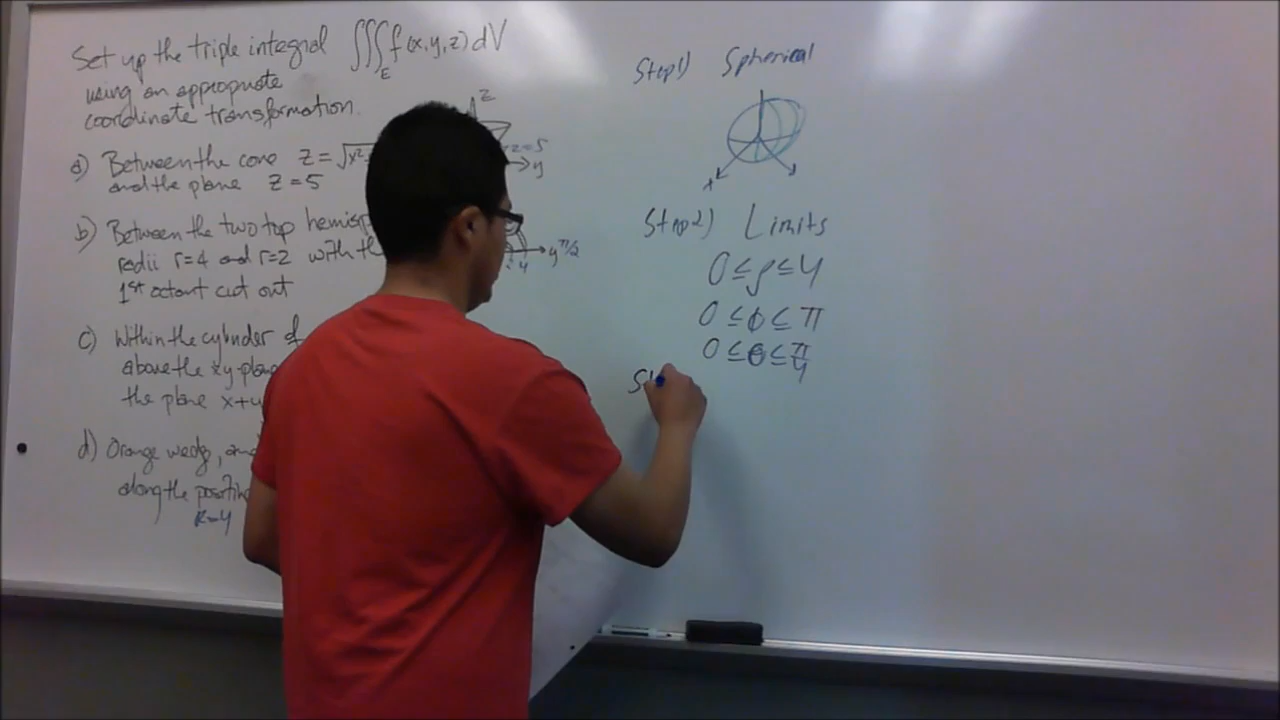 Set up the triple integral ∭_E f(x,y,z) dV
using an appropriate
coordinate transformation.
a) Between the cone z = √x²
and the plane z = 5
b) Between the two top hemisp
radii r=4 and r=2 with th
1st octant cut out
c) Within the cylinder of
above the xy-plane
the plane x+y
d) Orange wedge,
along the positive
R=4
z
z=5
y
2 4 y π/2
Step1) Spherical
x
Step2) Limits
0 ≤ ρ ≤ 4
0 ≤ ϕ ≤ π
0 ≤ θ ≤ π/4
St